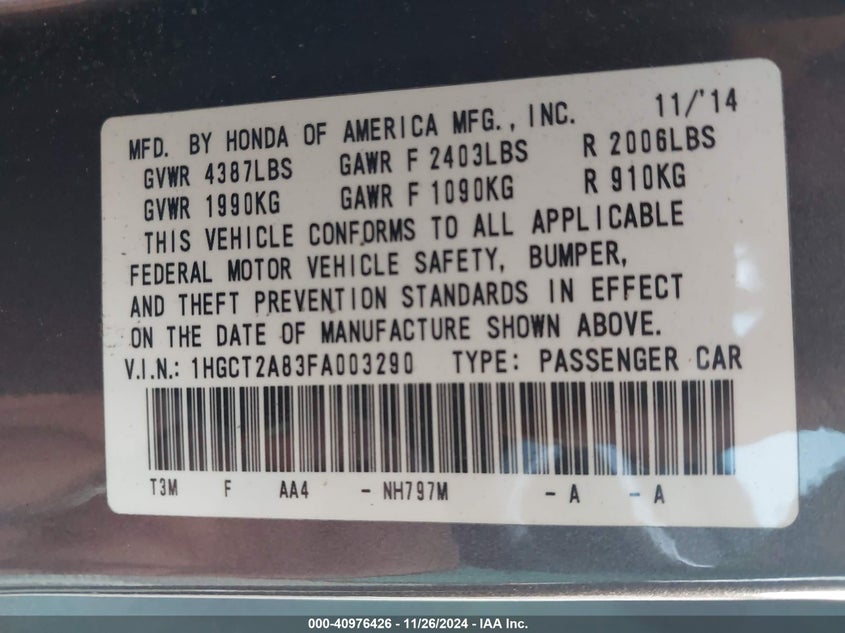 MFD. BY HONDA OF AMERICA MFG., INC. 11/'14
GVWR 4387LBS GAWR F 2403LBS R 2006LBS
GVWR 1990KG GAWR F 1090KG R 910KG
THIS VEHICLE CONFORMS TO ALL APPLICABLE
FEDERAL MOTOR VEHICLE SAFETY, BUMPER,
AND THEFT PREVENTION STANDARDS IN EFFECT
ON THE DATE OF MANUFACTURE SHOWN ABOVE.
V.I.N.: 1HGCT2A83FA003290 TYPE: PASSENGER CAR
T3M F AA4 - NH797M - A - A
000-40976426 - 11/26/2024 - IAA Inc.